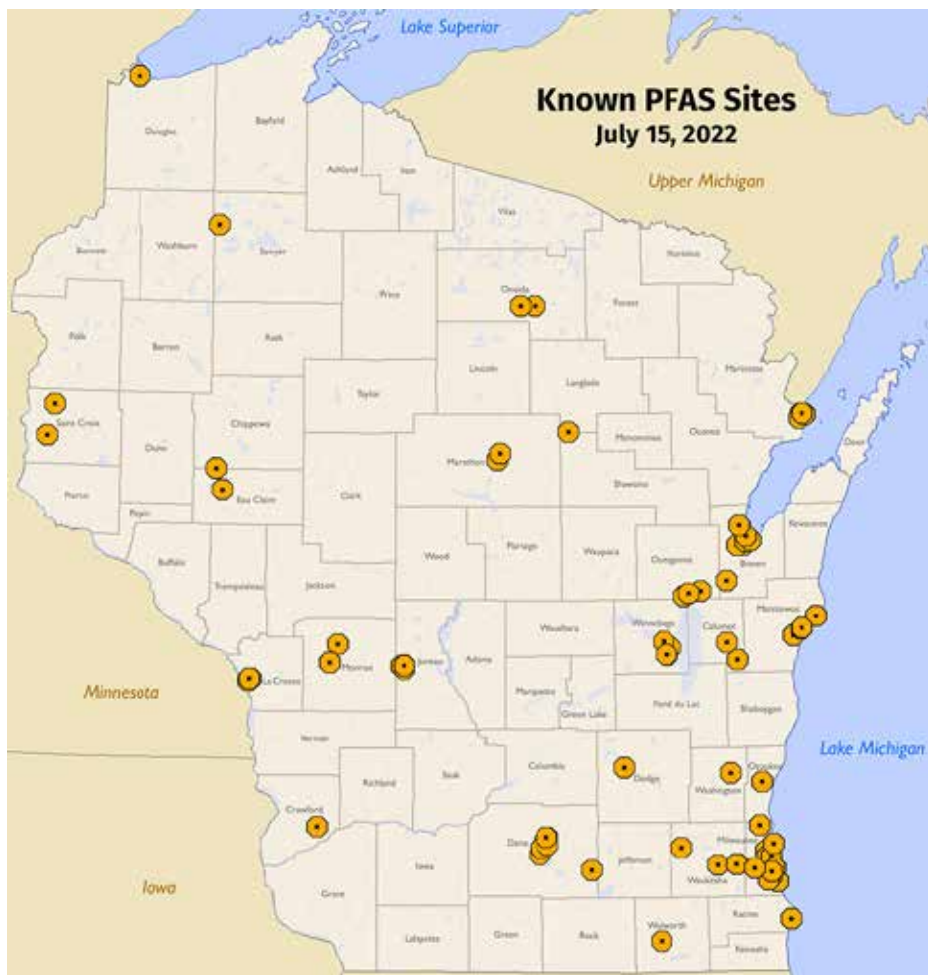 Lake Superior
Known PFAS Sites
July 15, 2022
Upper Michigan
Douglas
Bayfield
Ashland
Iron
Vilas
Washburn
Sawyer
Florence
Burnett
Price
Oneida
Forest
Polk
Barron
Rusk
Lincoln
Langlade
Marinette
Taylor
Saint Croix
Chippewa
Menominee
Oconto
Door
Dunn
Marathon
Shawano
Pierce
Eau Claire
Clark
Pepin
Kewaunee
Buffalo
Wood
Portage
Waupaca
Outagamie
Brown
Trempealeau
Jackson
Manitowoc
Waushara
Winnebago
Calumet
La Crosse
Monroe
Juneau
Adams
Minnesota
Marquette
Green Lake
Fond du Lac
Sheboygan
Vernon
Lake Michigan
Richland
Sauk
Columbia
Dodge
Washington
Ozaukee
Crawford
Dane
Jefferson
Milwaukee
Waukesha
Iowa
Iowa
Grant
Lafayette
Green
Rock
Walworth
Racine
Kenosha